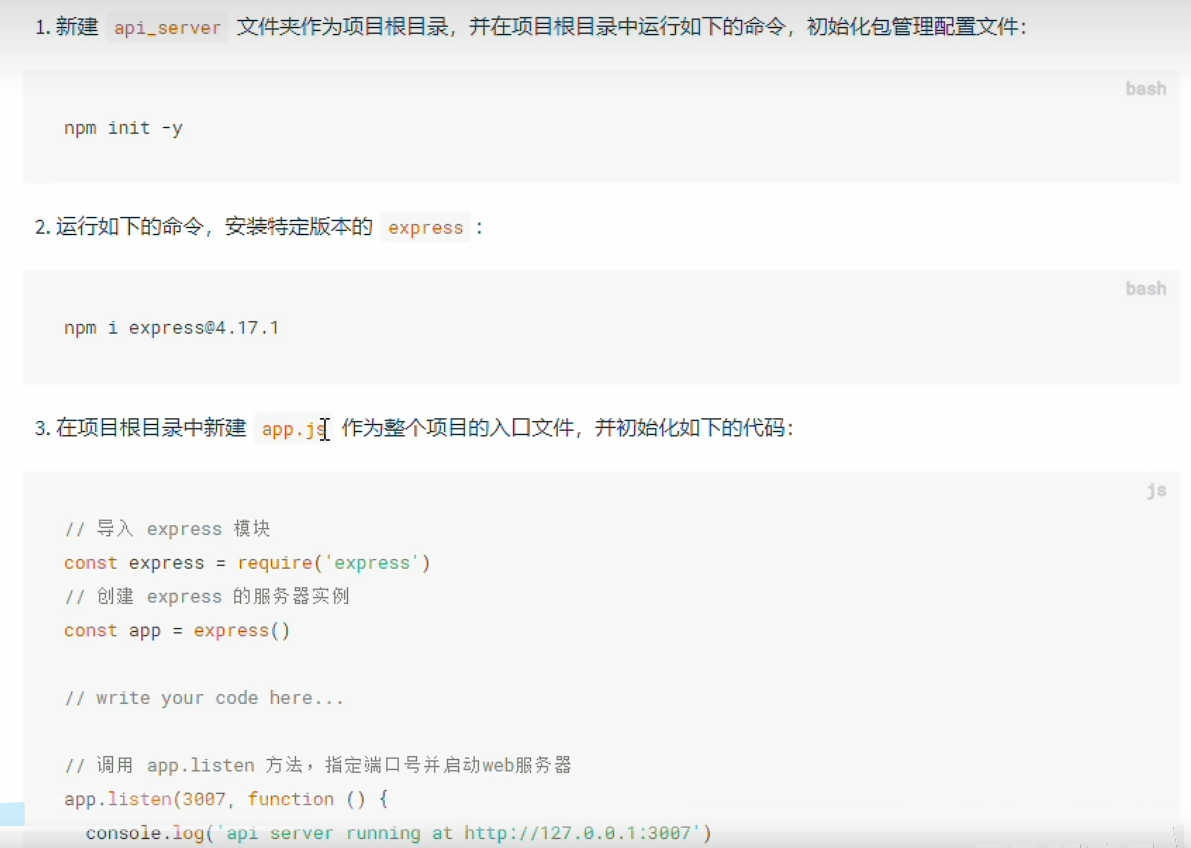 1. 新建 api_server 文件夹作为项目根目录，并在项目根目录中运行如下的命令，初始化包管理配置文件：
bash
npm init -y
2. 运行如下的命令，安装特定版本的 express：
bash
npm i express@4.17.1
3. 在项目根目录中新建 app.js 作为整个项目的入口文件，并初始化如下的代码：
js
// 导入 express 模块
const express = require('express')
// 创建 express 的服务器实例
const app = express()
// write your code here...
// 调用 app.listen 方法，指定端口号并启动web服务器
app.listen(3007, function () {
console.log('api server running at http://127.0.0.1:3007')